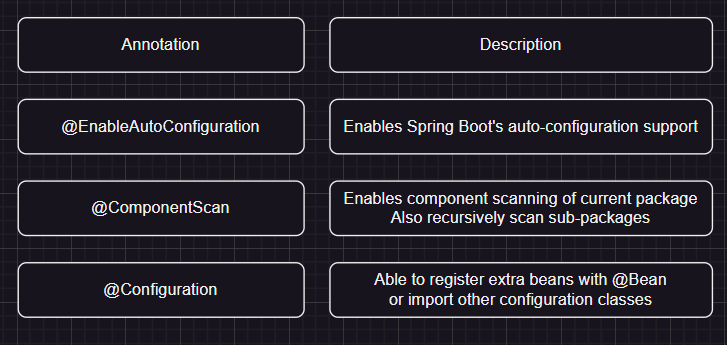 Annotation
Description
@EnableAutoConfiguration
Enables Spring Boot's auto-configuration support
@ComponentScan
Enables component scanning of current package
Also recursively scan sub-packages
@Configuration
Able to register extra beans with @Bean
or import other configuration classes